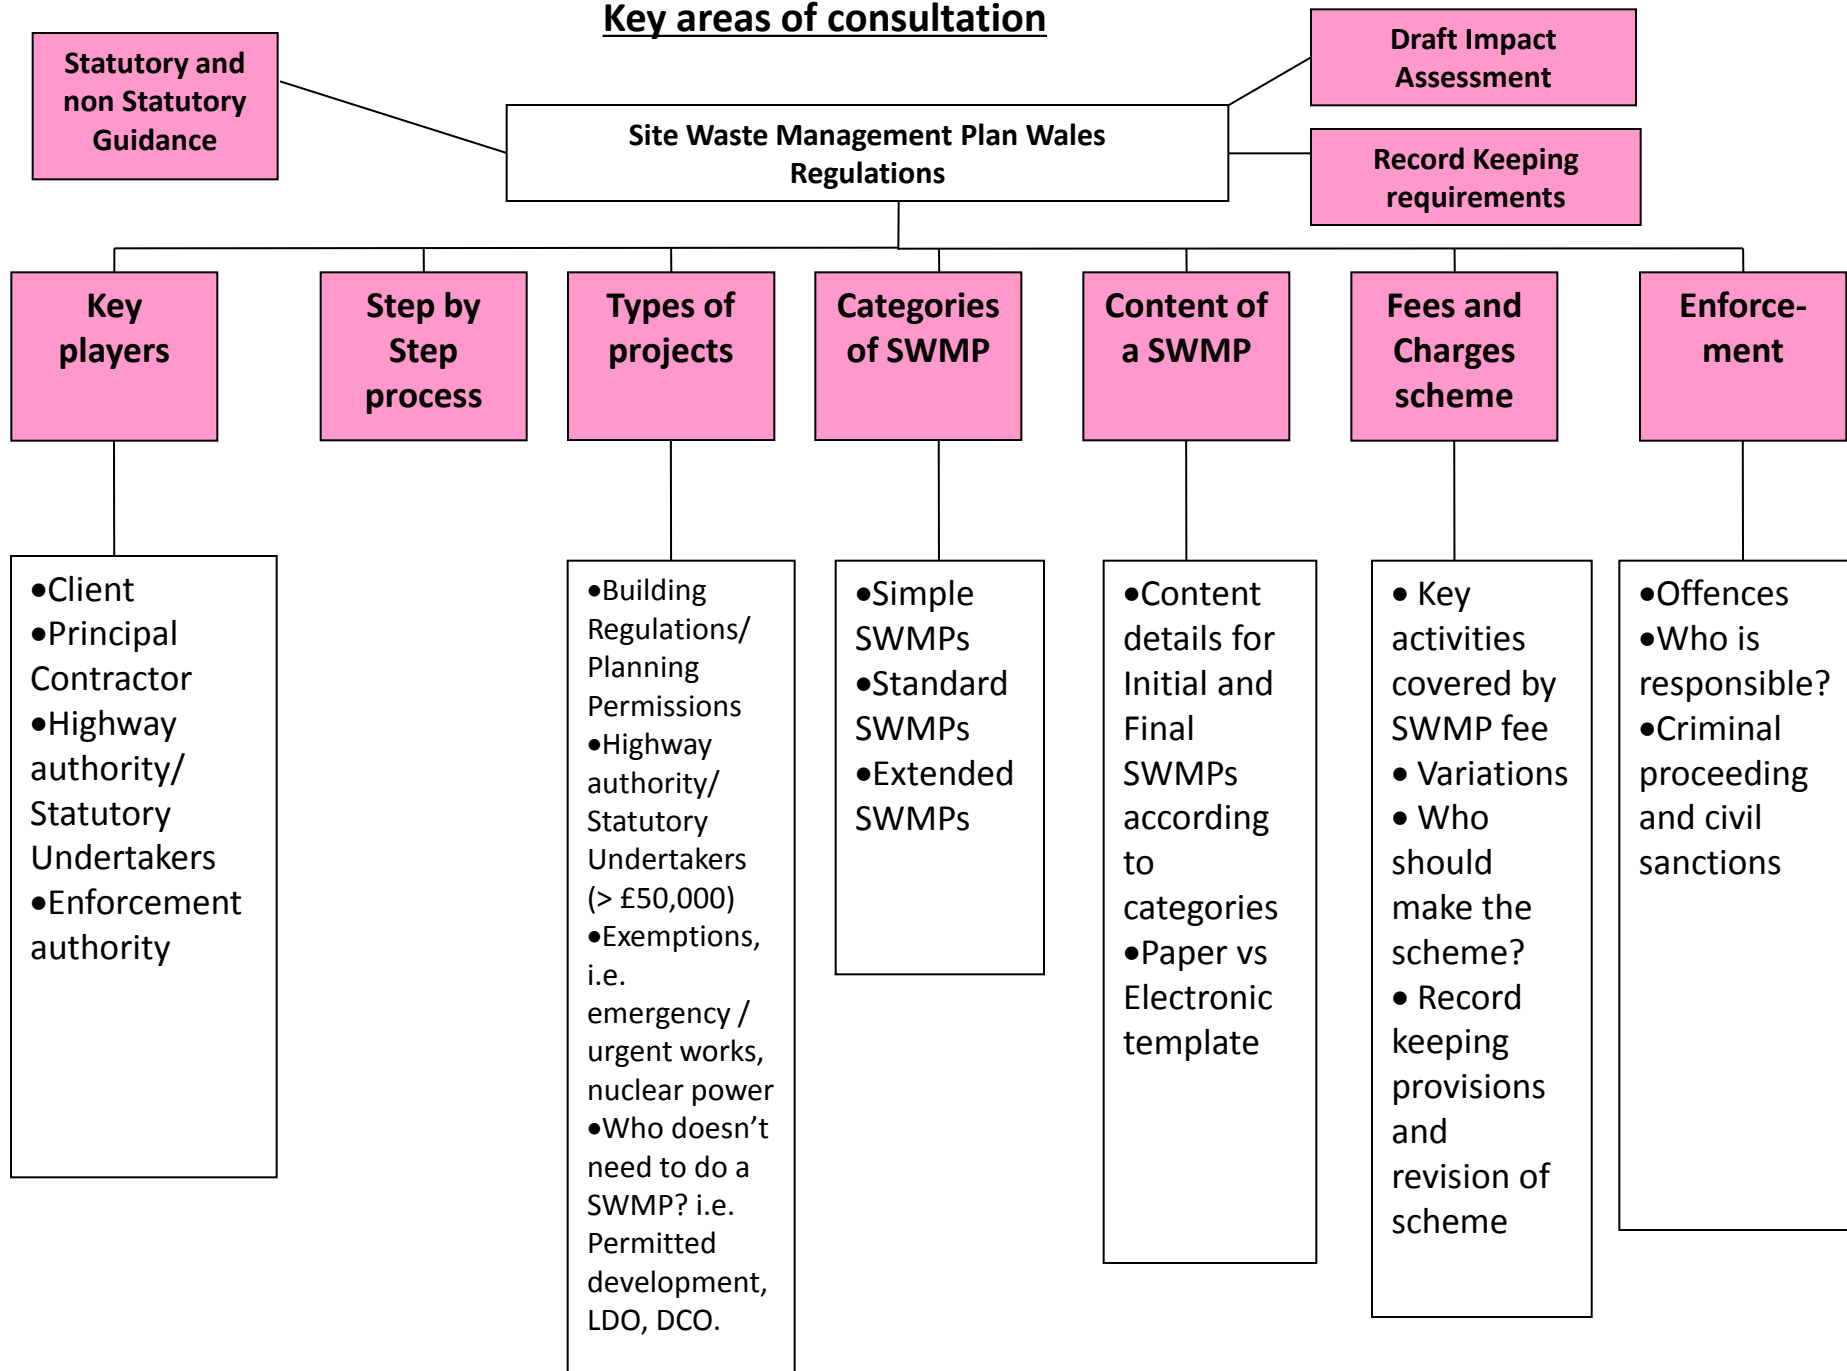 Key areas of consultation
Statutory and
non Statutory
Guidance
Site Waste Management Plan Wales
Regulations
Draft Impact
Assessment
Record Keeping
requirements
Key
players
Step by
Step
process
Types of
projects
Categories
of SWMP
Content of
a SWMP
Fees and
Charges
scheme
Enforce-
ment
•Client
•Principal
Contractor
•Highway
authority/
Statutory
Undertakers
•Enforcement
authority
•Building
Regulations/
Planning
Permissions
•Highway
authority/
Statutory
Undertakers
(> £50,000)
•Exemptions,
i.e.
emergency /
urgent works,
nuclear power
•Who doesn’t
need to do a
SWMP? i.e.
Permitted
development,
LDO, DCO.
•Simple
SWMPs
•Standard
SWMPs
•Extended
SWMPs
•Content
details for
Initial and
Final
SWMPs
according
to
categories
•Paper vs
Electronic
template
• Key
activities
covered by
SWMP fee
• Variations
• Who
should
make the
scheme?
• Record
keeping
provisions
and
revision of
scheme
•Offences
•Who is
responsible?
•Criminal
proceeding
and civil
sanctions